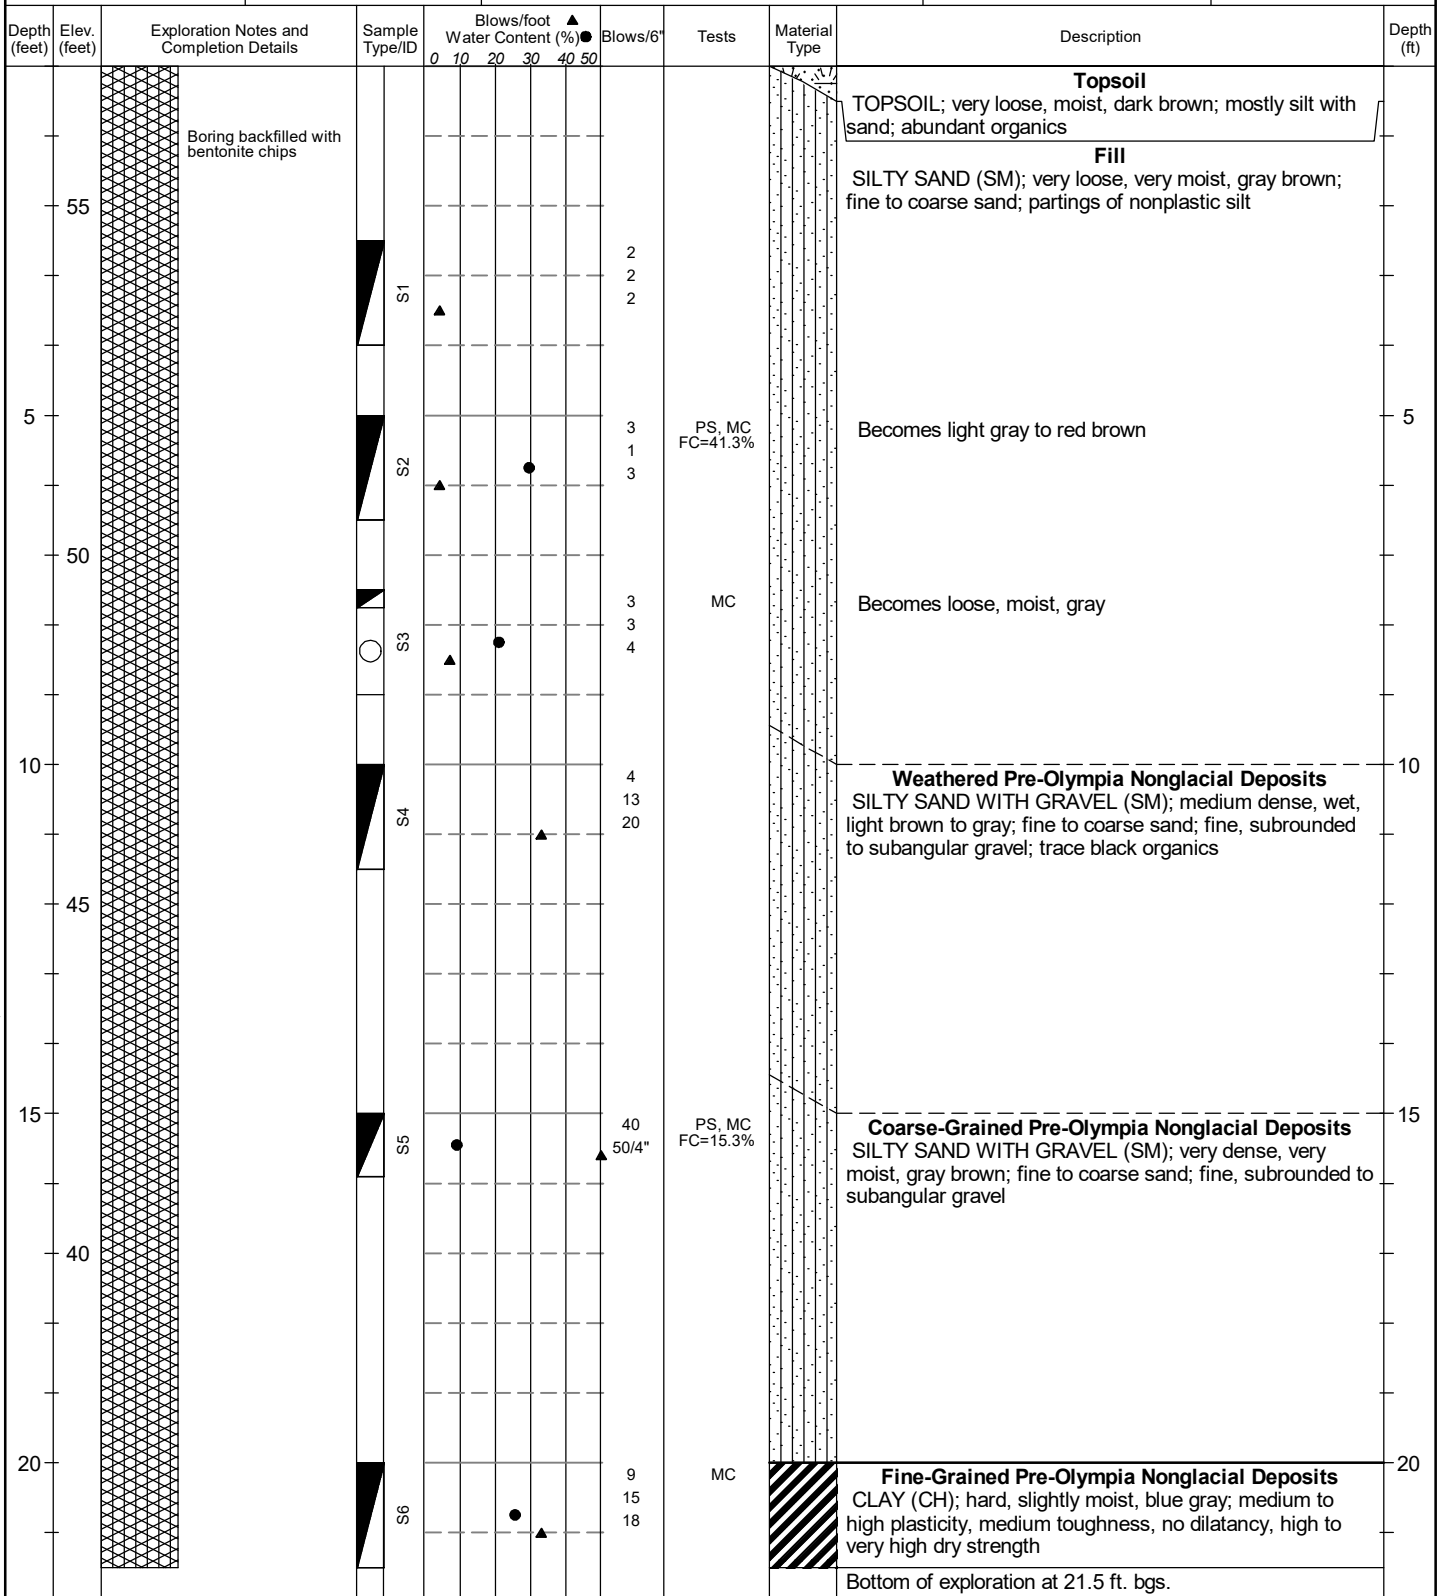 Depth (feet)
Elev. (feet)
Exploration Notes and
Completion Details
Sample
Type/ID
Blows/foot
Water Content (%)
0 10 20 30 40 50
Blows/6"
Tests
Material
Type
Description
Depth
(ft)
Topsoil
TOPSOIL; very loose, moist, dark brown; mostly silt with
sand; abundant organics
Boring backfilled with
bentonite chips
Fill
SILTY SAND (SM); very loose, very moist, gray brown;
fine to coarse sand; partings of nonplastic silt
55
S1
2
2
2
5
S2
3
1
3
PS, MC
FC=41.3%
Becomes light gray to red brown
5
50
S3
3
3
4
MC
Becomes loose, moist, gray
10
S4
4
13
20
Weathered Pre-Olympia Nonglacial Deposits
SILTY SAND WITH GRAVEL (SM); medium dense, wet,
light brown to gray; fine to coarse sand; fine, subrounded
to subangular gravel; trace black organics
10
45
15
S5
40
50/4"
PS, MC
FC=15.3%
Coarse-Grained Pre-Olympia Nonglacial Deposits
SILTY SAND WITH GRAVEL (SM); very dense, very
moist, gray brown; fine to coarse sand; fine, subrounded to
subangular gravel
15
40
20
S6
9
15
18
MC
Fine-Grained Pre-Olympia Nonglacial Deposits
CLAY (CH); hard, slightly moist, blue gray; medium to
high plasticity, medium toughness, no dilatancy, high to
very high dry strength
20
Bottom of exploration at 21.5 ft. bgs.